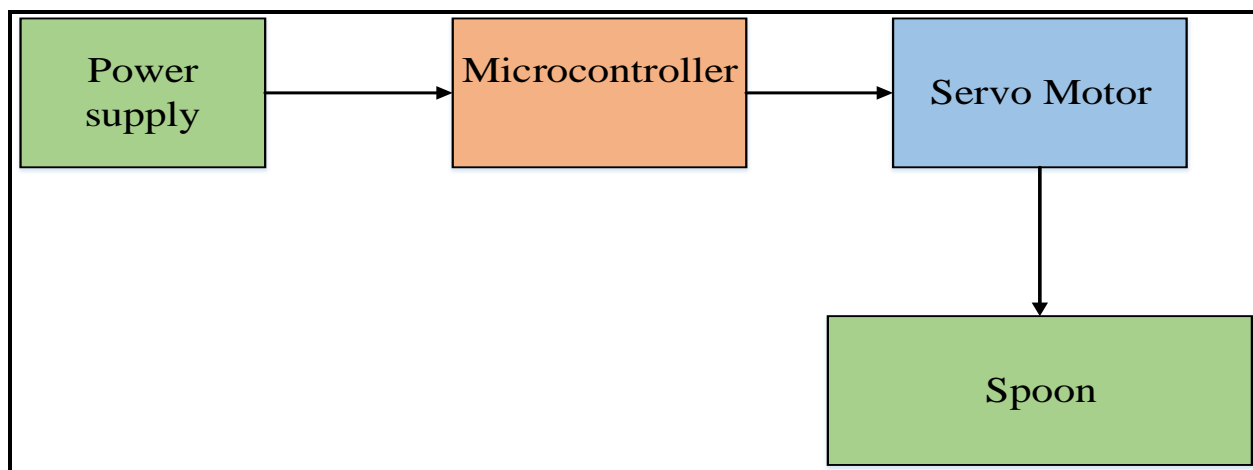 Power
supply
Microcontroller
Servo Motor
Spoon